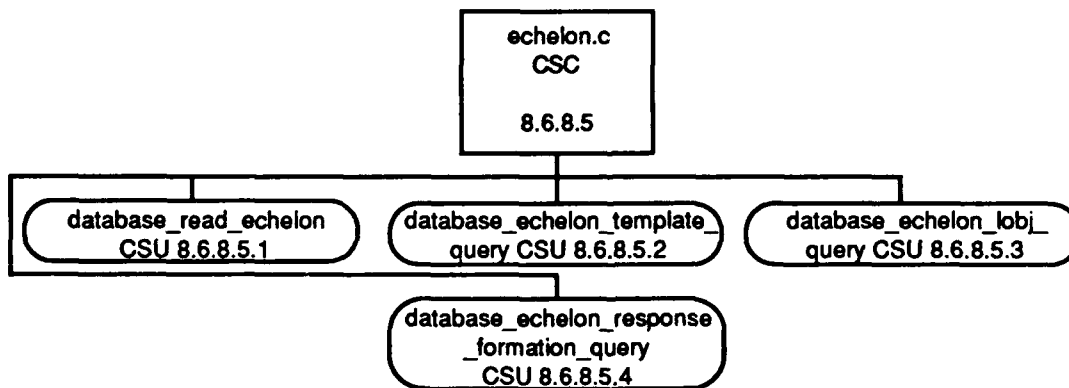 echelon.c
CSC
8.6.8.5
database_read_echelon
CSU 8.6.8.5.1
database_echelon_template_
query CSU 8.6.8.5.2
database_echelon_lobj_
query CSU 8.6.8.5.3
database_echelon_response
_formation_query
CSU 8.6.8.5.4